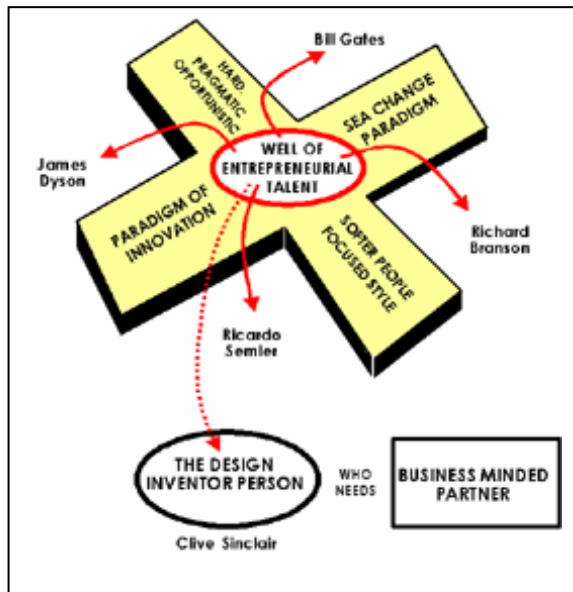 Bill Gates
HARD,
PRAGMATIC
OPPORTUNISTIC
SEA CHANGE
PARADIGM
James
Dyson
WELL OF
ENTREPRENEURIAL
TALENT
PARADIGM OF
INNOVATION
SOFTER PEOPLE
FOCUSED STYLE
Richard
Branson
Ricardo
Semler
THE DESIGN
INVENTOR PERSON
WHO
NEEDS
BUSINESS MINDED
PARTNER
Clive Sinclair